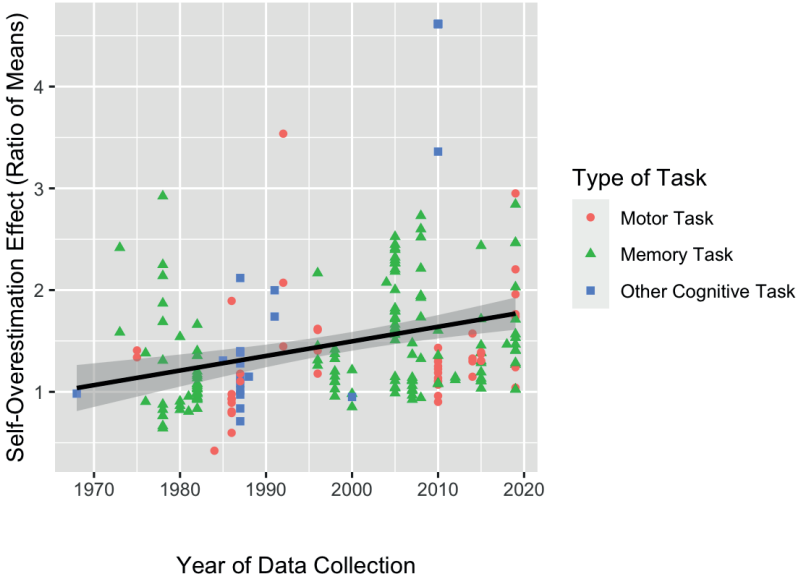 Self-Overestimation Effect (Ratio of Means)
4
3
2
1
1970 1980 1990 2000 2010 2020
Year of Data Collection
Type of Task
Motor Task
Memory Task
Other Cognitive Task